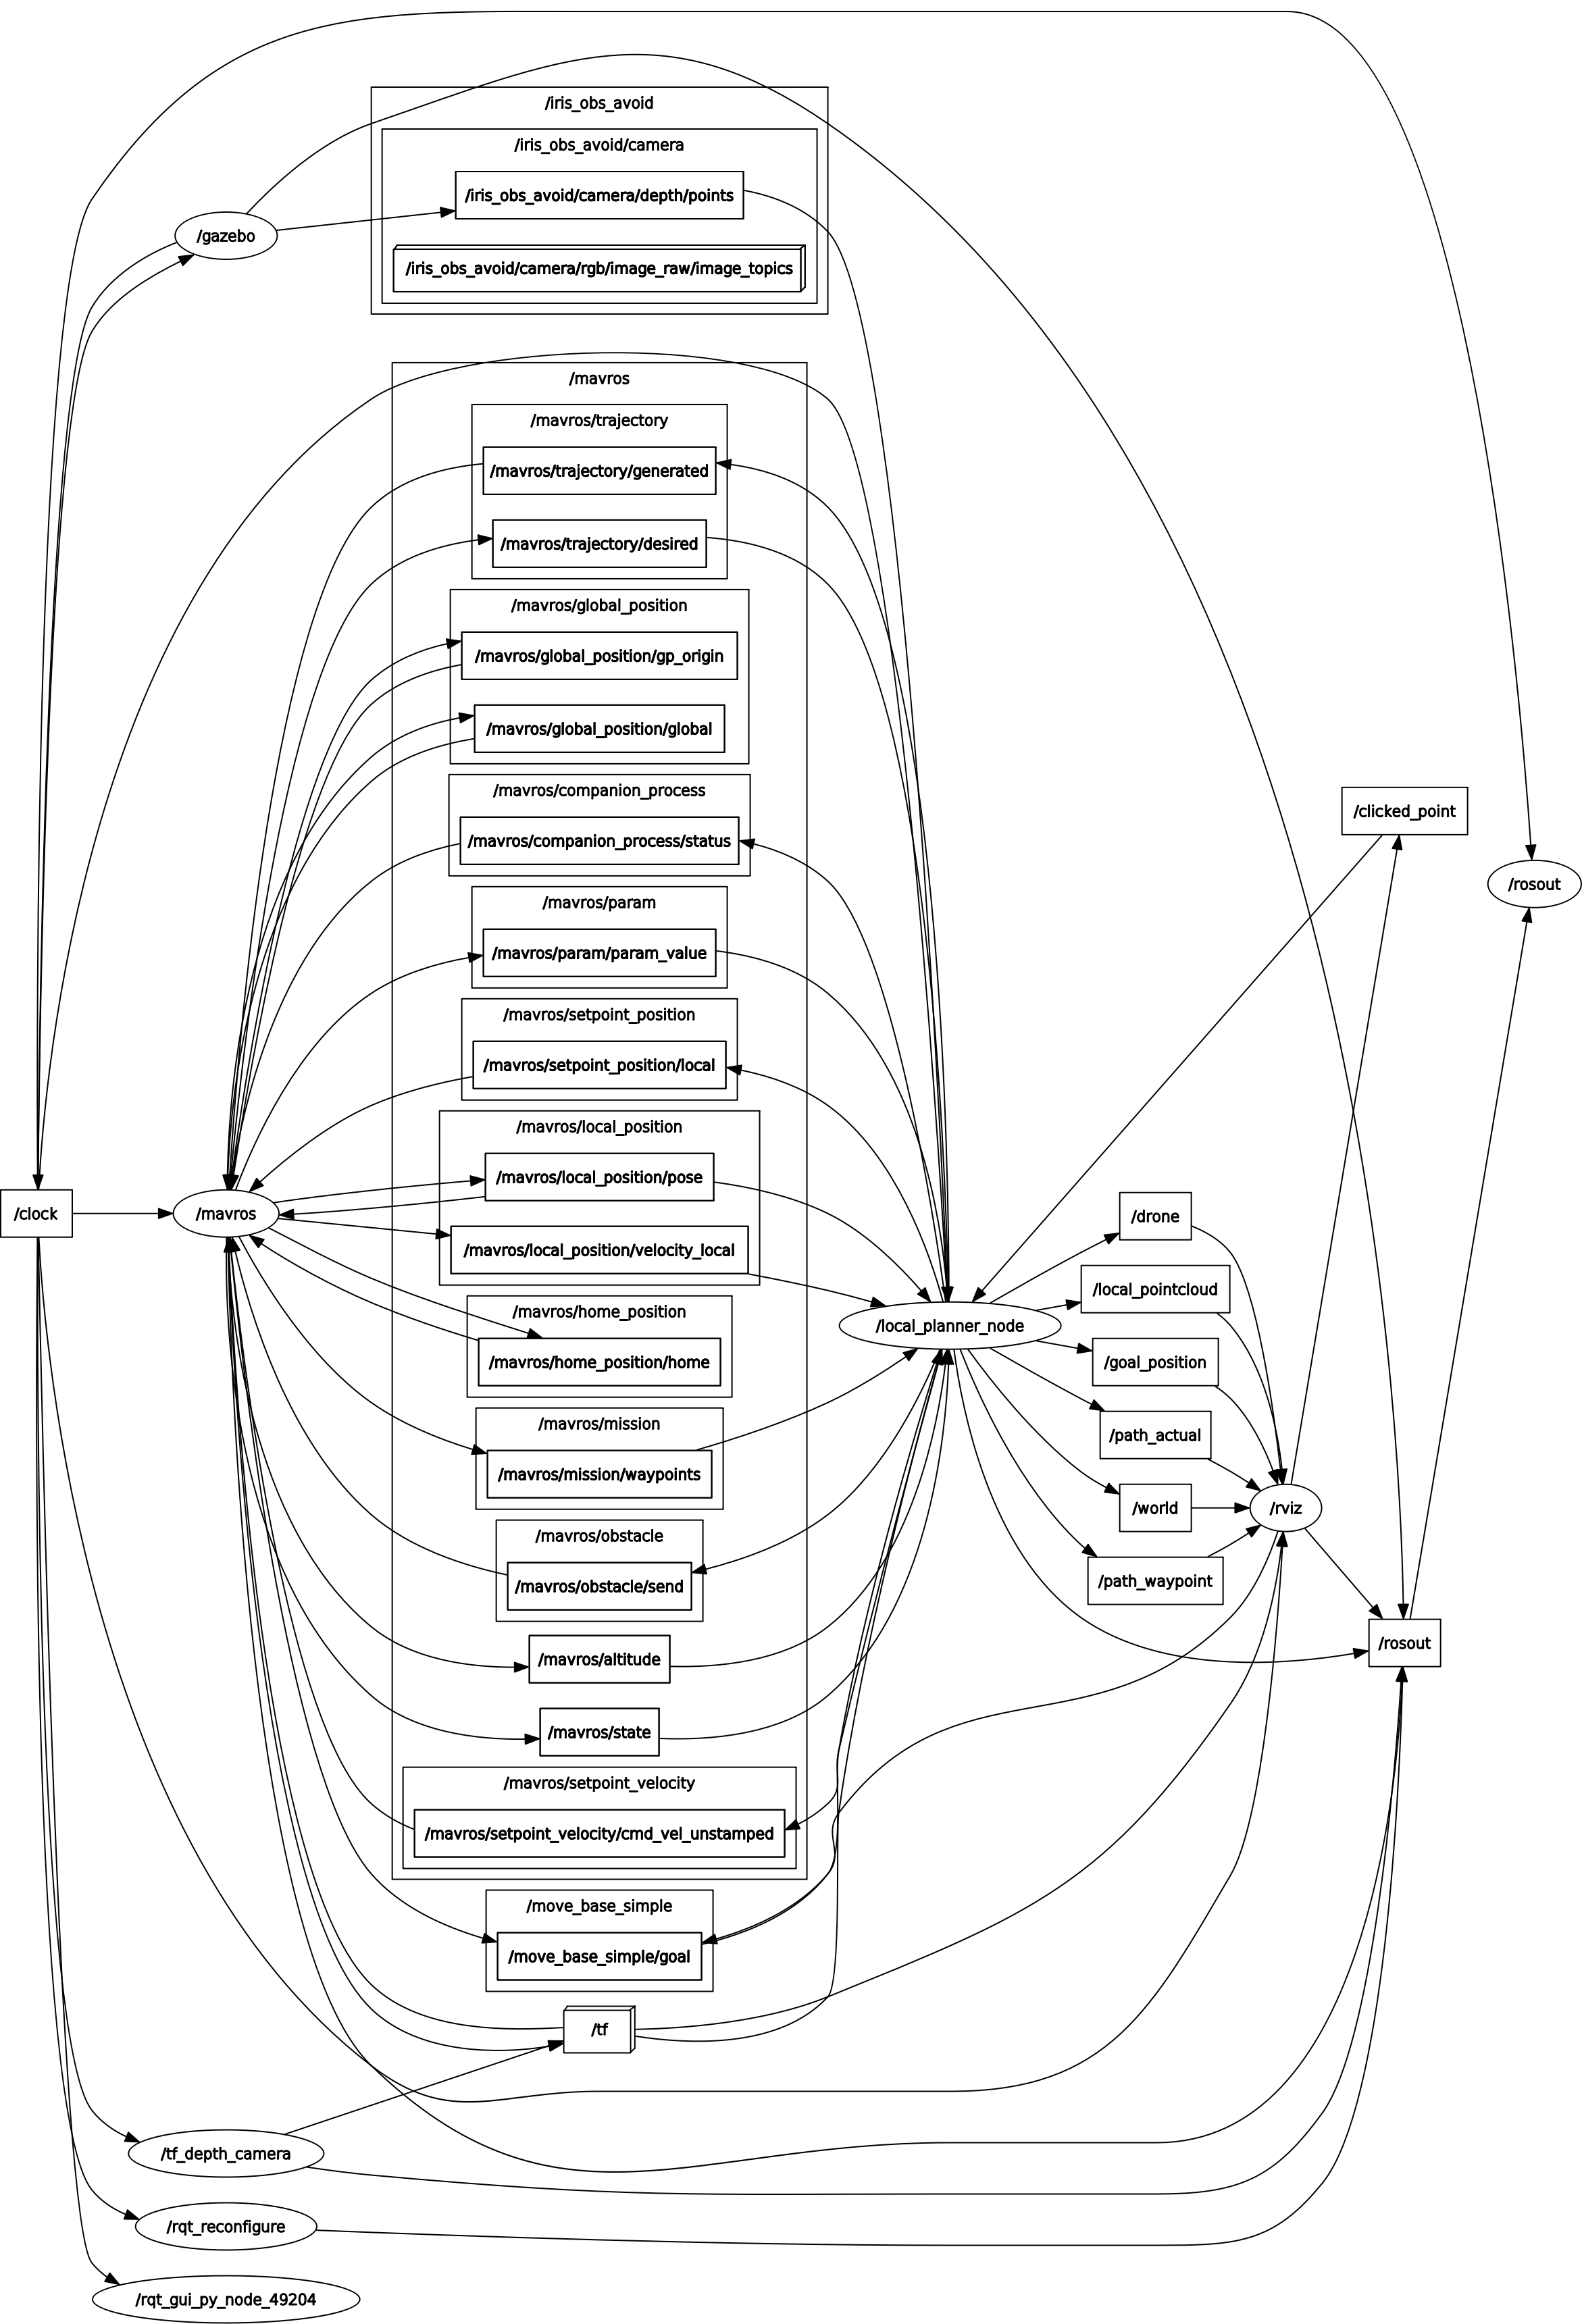 /iris_obs_avoid
/iris_obs_avoid/camera
/iris_obs_avoid/camera/depth/points
/gazebo
/iris_obs_avoid/camera/rgb/image_raw/image_topics
/mavros
/mavros/trajectory
/mavros/trajectory/generated
/mavros/trajectory/desired
/mavros/global_position
/mavros/global_position/gp_origin
/mavros/global_position/global
/mavros/companion_process
/mavros/companion_process/status
/mavros/param
/mavros/param/param_value
/mavros/setpoint_position
/mavros/setpoint_position/local
/mavros/local_position
/mavros/local_position/pose
/mavros/local_position/velocity_local
/clock
/mavros
/mavros/home_position
/mavros/home_position/home
/mavros/mission
/mavros/mission/waypoints
/mavros/obstacle
/mavros/obstacle/send
/mavros/altitude
/mavros/state
/mavros/setpoint_velocity
/mavros/setpoint_velocity/cmd_vel_unstamped
/move_base_simple
/move_base_simple/goal
/tf
/tf_depth_camera
/rqt_reconfigure
/rqt_gui_py_node_49204
/local_planner_node
/drone
/local_pointcloud
/goal_position
/path_actual
/world
/path_waypoint
/rviz
/clicked_point
/rosout
/rosout